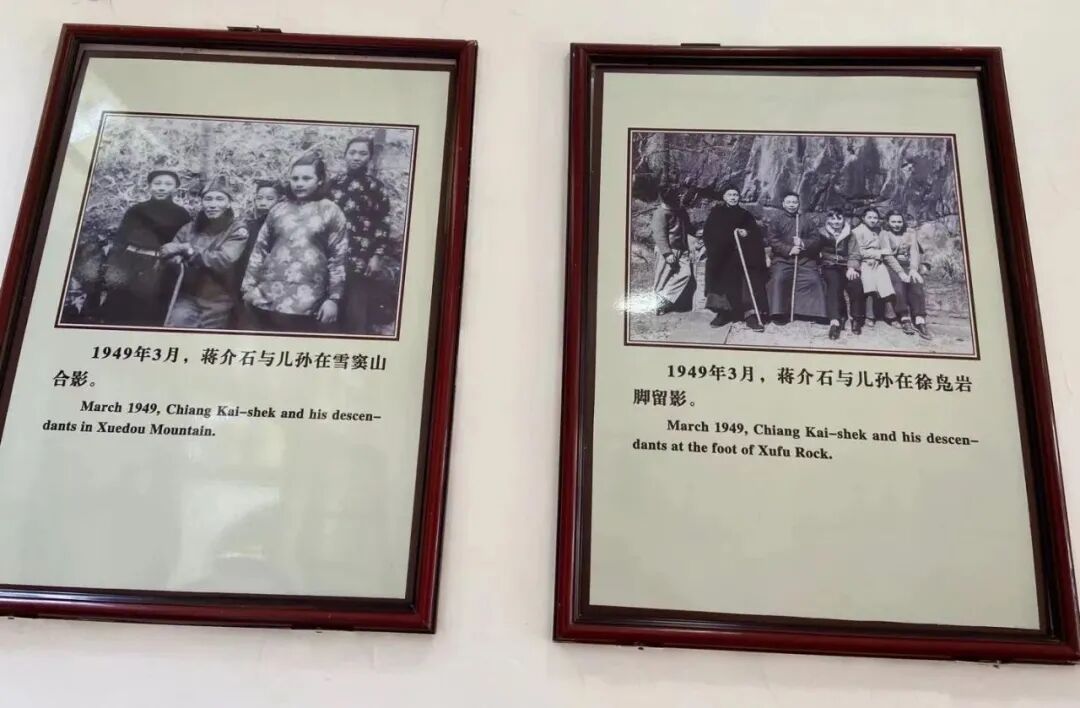 1949年3月，蒋介石与儿孙在雪窦山
合影。
March 1949, Chiang Kai-shek and his descen-
dants in Xuedou Mountain.
1949年3月，蒋介石与儿孙在徐凫岩
脚留影。
March 1949, Chiang Kai-shek and his descen-
dants at the foot of Xufu Rock.